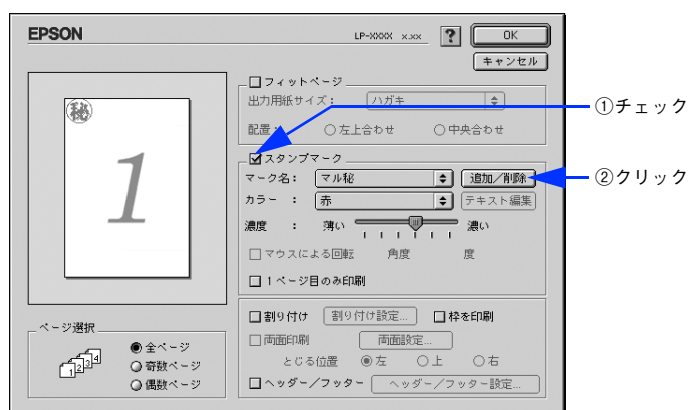 EPSON
LP-XXXX x.xx
?
OK
キャンセル
フィットページ
出力用紙サイズ： ハガキ
配置： 左上合わせ 中央合わせ
①チェック
スタンプマーク
マーク名： マル秘 追加／削除
②クリック
カラー ： 赤 テキスト編集
濃度 ： 薄い 濃い
マウスによる回転 角度 度
1ページ目のみ印刷
㊙
1
割り付け 割り付け設定... 枠を印刷
両面印刷 両面設定...
とじる位置 左 上 右
ヘッダー／フッター ヘッダー／フッター設定...
ページ選択
1 2 3 4
全ページ
奇数ページ
偶数ページ